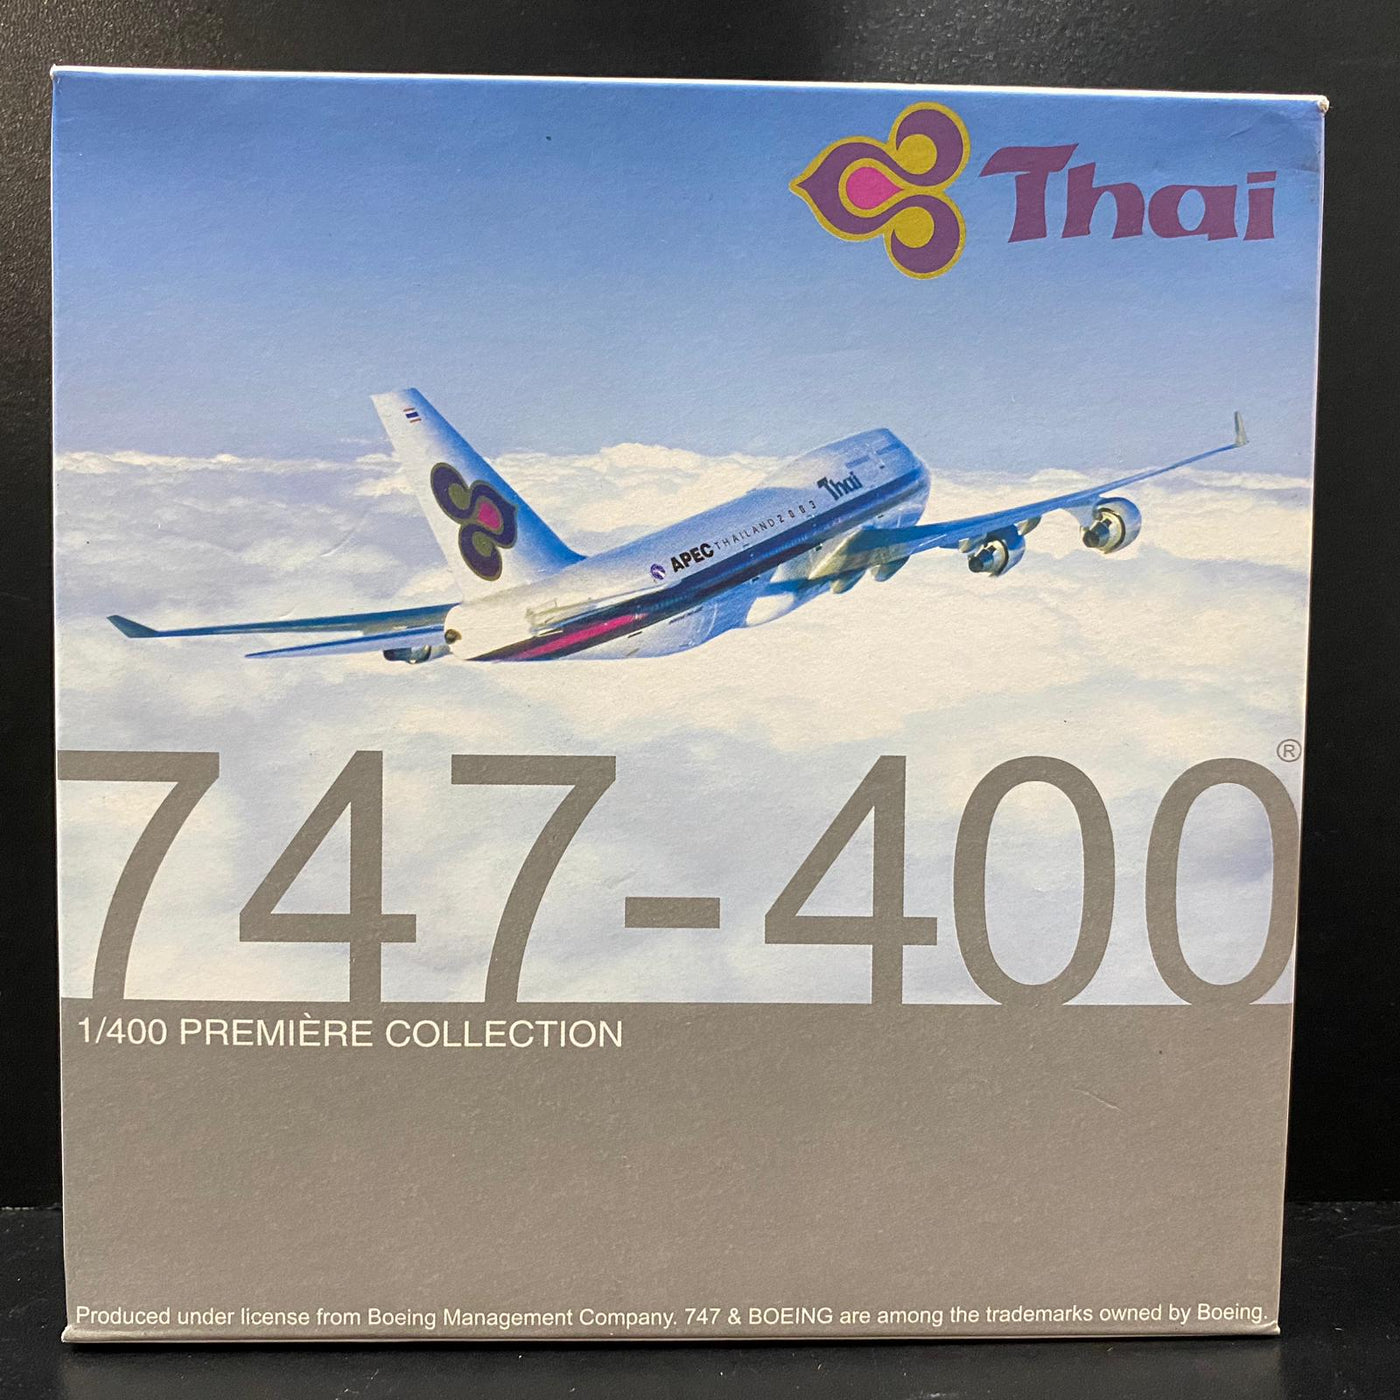 Thai
Thai
APEC THAILAND 2003
747-400®
1/400 PREMIÈRE COLLECTION
Produced under license from Boeing Management Company. 747 & BOEING are among the trademarks owned by Boeing.